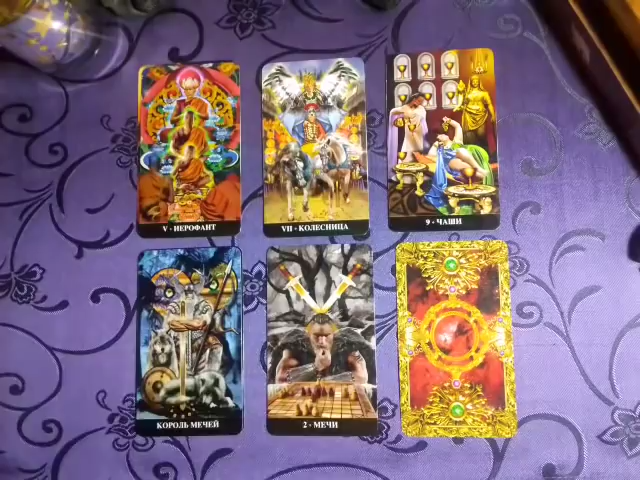 V · ИЕРОФАНТ
VII · КОЛЕСНИЦА
9 · ЧАШИ
КОРОЛЬ МЕЧЕЙ
2 · МЕЧИ